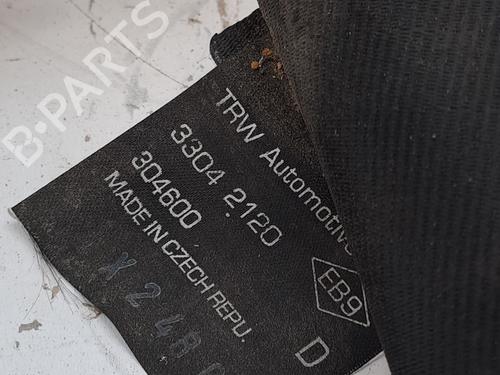 B-PARTS
TRW Automotive
3304 2120
304600
MADE IN CZECH REPU.
EB9
D